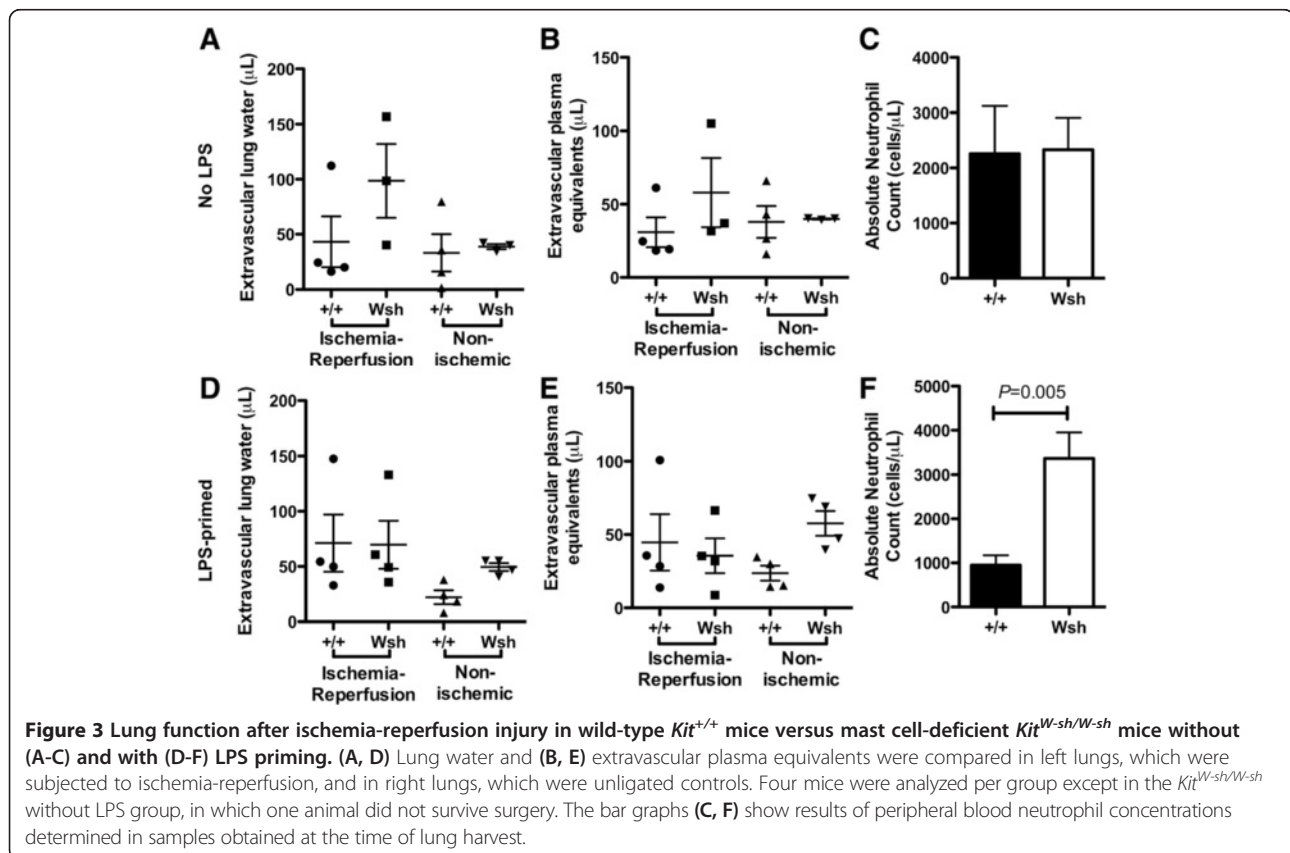 A
B
C
No LPS
Extravascular lung water (µL)
200
150
100
50
0
+/+ Wsh +/+ Wsh
Ischemia-
Reperfusion
Non-
ischemic
Extravascular plasma
equivalents (µL)
150
100
50
0
+/+ Wsh +/+ Wsh
Ischemia-
Reperfusion
Non-
ischemic
Absolute Neutrophil
Count (cells/µL)
4000
3000
2000
1000
0
+/+ Wsh
D
E
F
LPS-primed
Extravascular lung water (µL)
200
150
100
50
0
+/+ Wsh +/+ Wsh
Ischemia-
Reperfusion
Non-
ischemic
Extravascular plasma
equivalents (µL)
150
100
50
0
+/+ Wsh +/+ Wsh
Ischemia-
Reperfusion
Non-
ischemic
Absolute Neutrophil
Count (cells/µL)
5000
4000
3000
2000
1000
0
P=0.005
+/+ Wsh
Figure 3 Lung function after ischemia-reperfusion injury in wild-type Kit+/+ mice versus mast cell-deficient KitW-sh/W-sh mice without
(A-C) and with (D-F) LPS priming. (A, D) Lung water and (B, E) extravascular plasma equivalents were compared in left lungs, which were
subjected to ischemia-reperfusion, and in right lungs, which were unligated controls. Four mice were analyzed per group except in the KitW-sh/W-sh
without LPS group, in which one animal did not survive surgery. The bar graphs (C, F) show results of peripheral blood neutrophil concentrations
determined in samples obtained at the time of lung harvest.